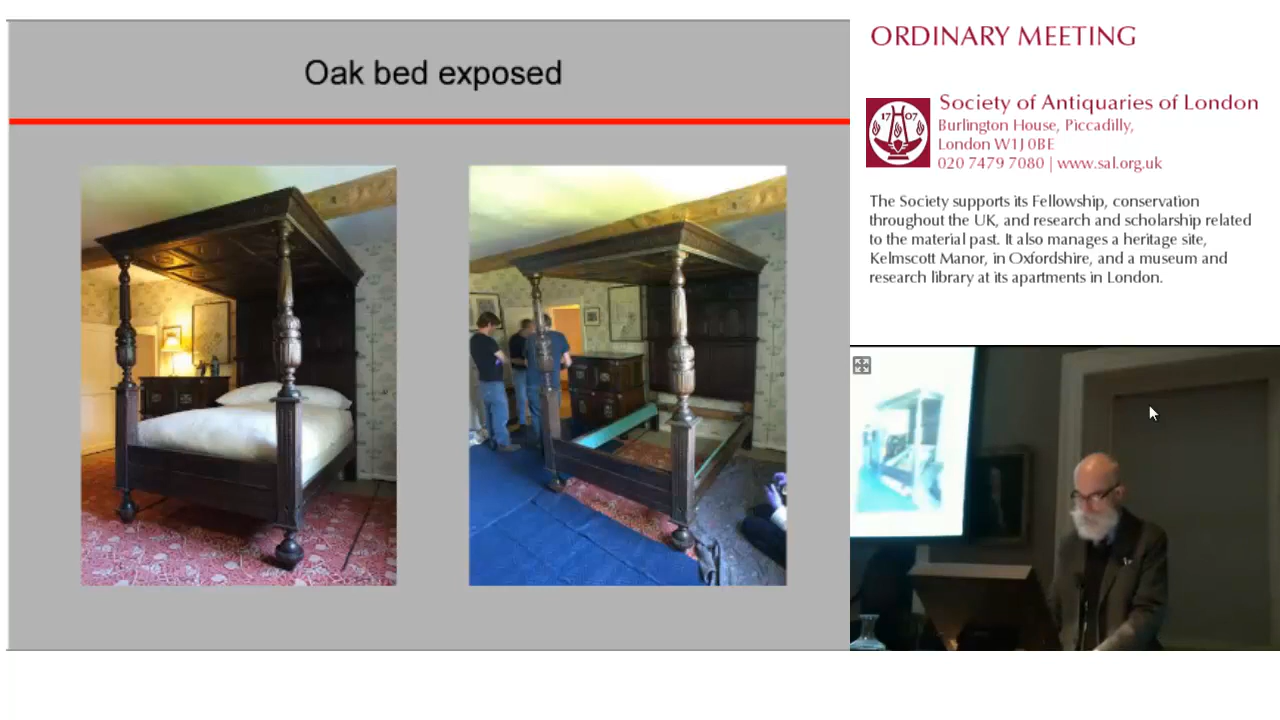 Oak bed exposed
ORDINARY MEETING
1707
Society of Antiquaries of London
Burlington House, Piccadilly,
London W1J 0BE
020 7479 7080 | www.sal.org.uk
The Society supports its Fellowship, conservation
throughout the UK, and research and scholarship related
to the material past. It also manages a heritage site,
Kelmscott Manor, in Oxfordshire, and a museum and
research library at its apartments in London.